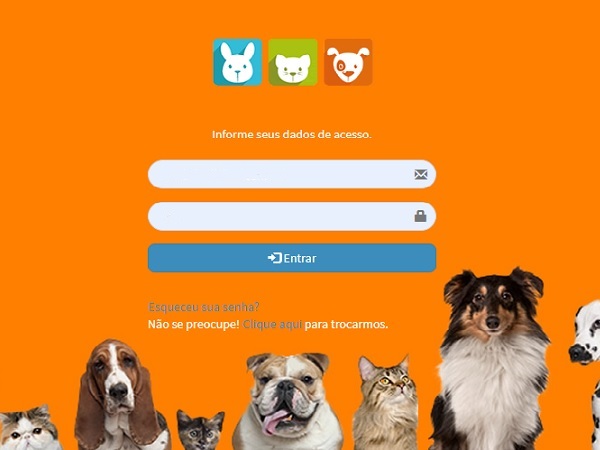 Informe seus dados de acesso.
Entrar
Esqueceu sua senha?
Não se preocupe! Clique aqui para trocarmos.